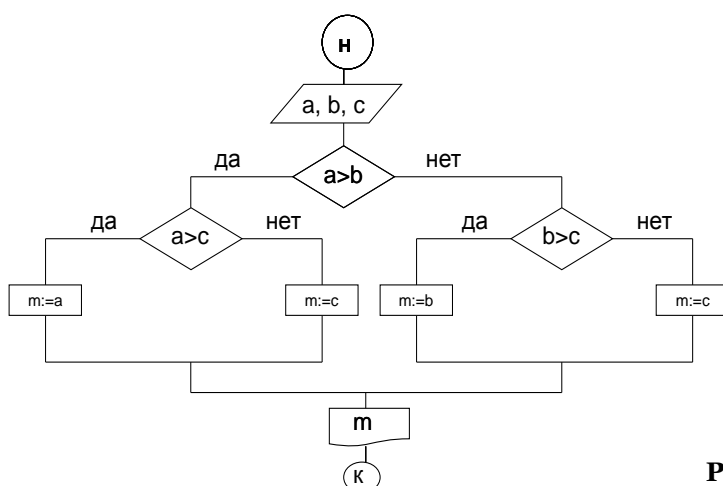 н
a, b, c
да
a>b
нет
да
a>c
нет
да
b>c
нет
m:=a
m:=c
m:=b
m:=c
m
К
Р